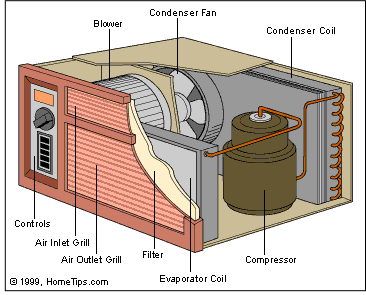 Condenser Fan
Blower
Condenser Coil
Controls
Air Inlet Grill
Air Outlet Grill
Filter
Evaporator Coil
Compressor
© 1999, HomeTips.com